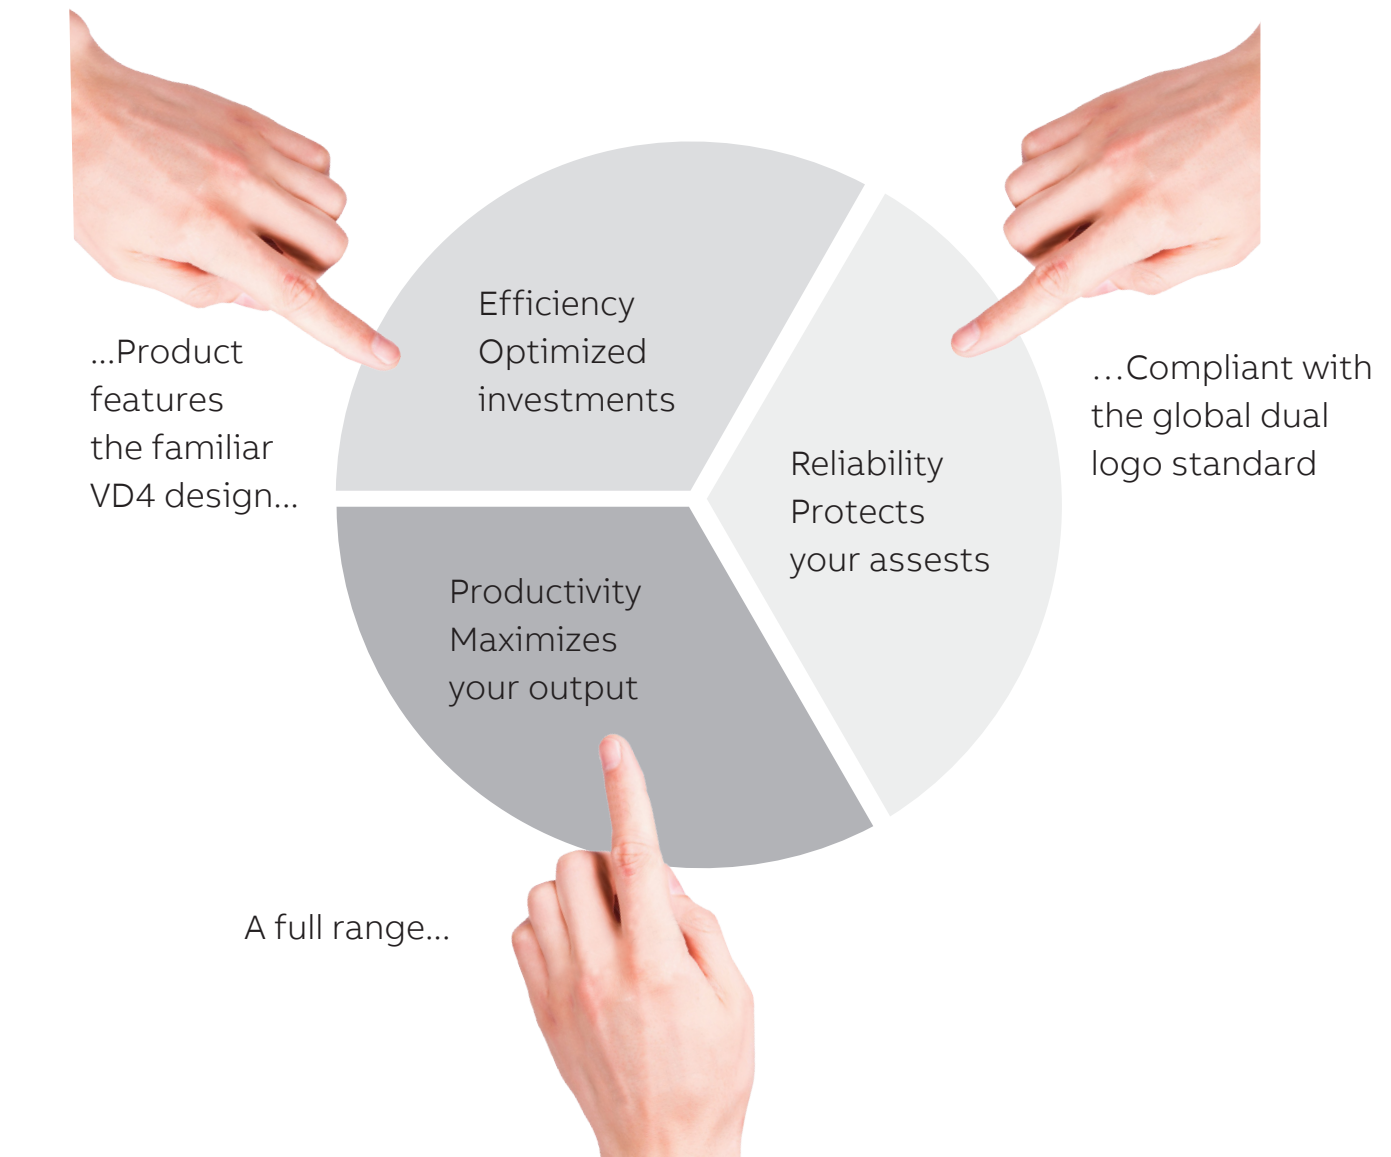 Efficiency
Optimized
investments
...Product
features
the familiar
VD4 design...
…Compliant with
the global dual
logo standard
Reliability
Protects
your assests
Productivity
Maximizes
your output
A full range...